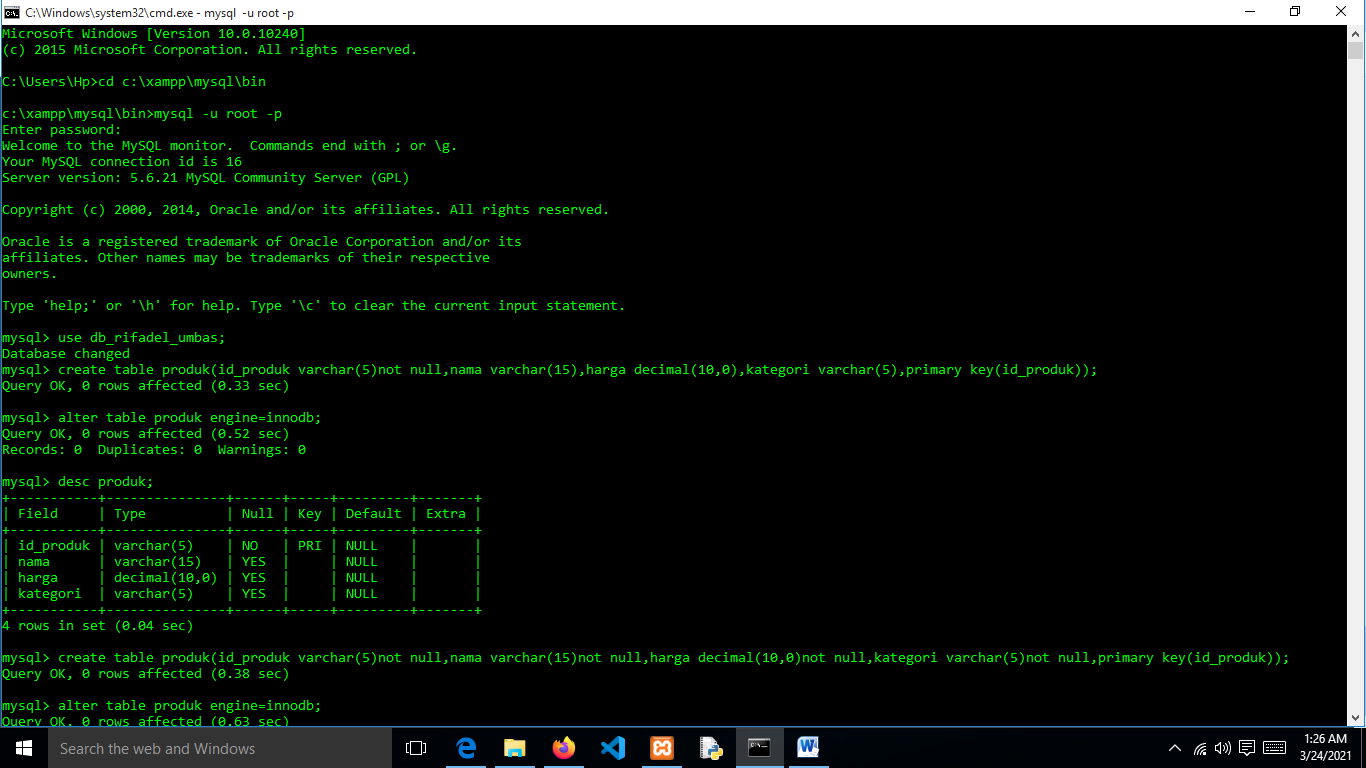 C:\Windows\system32\cmd.exe - mysql -u root -p
Microsoft Windows [Version 10.0.10240]
(c) 2015 Microsoft Corporation. All rights reserved.
C:\Users\Hp>cd c:\xampp\mysql\bin
c:\xampp\mysql\bin>mysql -u root -p
Enter password:
Welcome to the MySQL monitor.  Commands end with ; or \g.
Your MySQL connection id is 16
Server version: 5.6.21 MySQL Community Server (GPL)
Copyright (c) 2000, 2014, Oracle and/or its affiliates. All rights reserved.
Oracle is a registered trademark of Oracle Corporation and/or its
affiliates. Other names may be trademarks of their respective
owners.
Type 'help;' or '\h' for help. Type '\c' to clear the current input statement.
mysql> use db_rifadel_umbas;
Database changed
mysql> create table produk(id_produk varchar(5)not null,nama varchar(15),harga decimal(10,0),kategori varchar(5),primary key(id_produk));
Query OK, 0 rows affected (0.33 sec)
mysql> alter table produk engine=innodb;
Query OK, 0 rows affected (0.52 sec)
Records: 0  Duplicates: 0  Warnings: 0
mysql> desc produk;
+-----------+---------------+------+-----+---------+-------+
| Field     | Type          | Null | Key | Default | Extra |
+-----------+---------------+------+-----+---------+-------+
| id_produk | varchar(5)    | NO   | PRI | NULL    |       |
| nama      | varchar(15)   | YES  |     | NULL    |       |
| harga     | decimal(10,0) | YES  |     | NULL    |       |
| kategori  | varchar(5)    | YES  |     | NULL    |       |
+-----------+---------------+------+-----+---------+-------+
4 rows in set (0.04 sec)
mysql> create table produk(id_produk varchar(5)not null,nama varchar(15)not null,harga decimal(10,0)not null,kategori varchar(5)not null,primary key(id_produk));
Query OK, 0 rows affected (0.38 sec)
mysql> alter table produk engine=innodb;
Query OK, 0 rows affected (0.63 sec)
Search the web and Windows
1:26 AM
3/24/2021